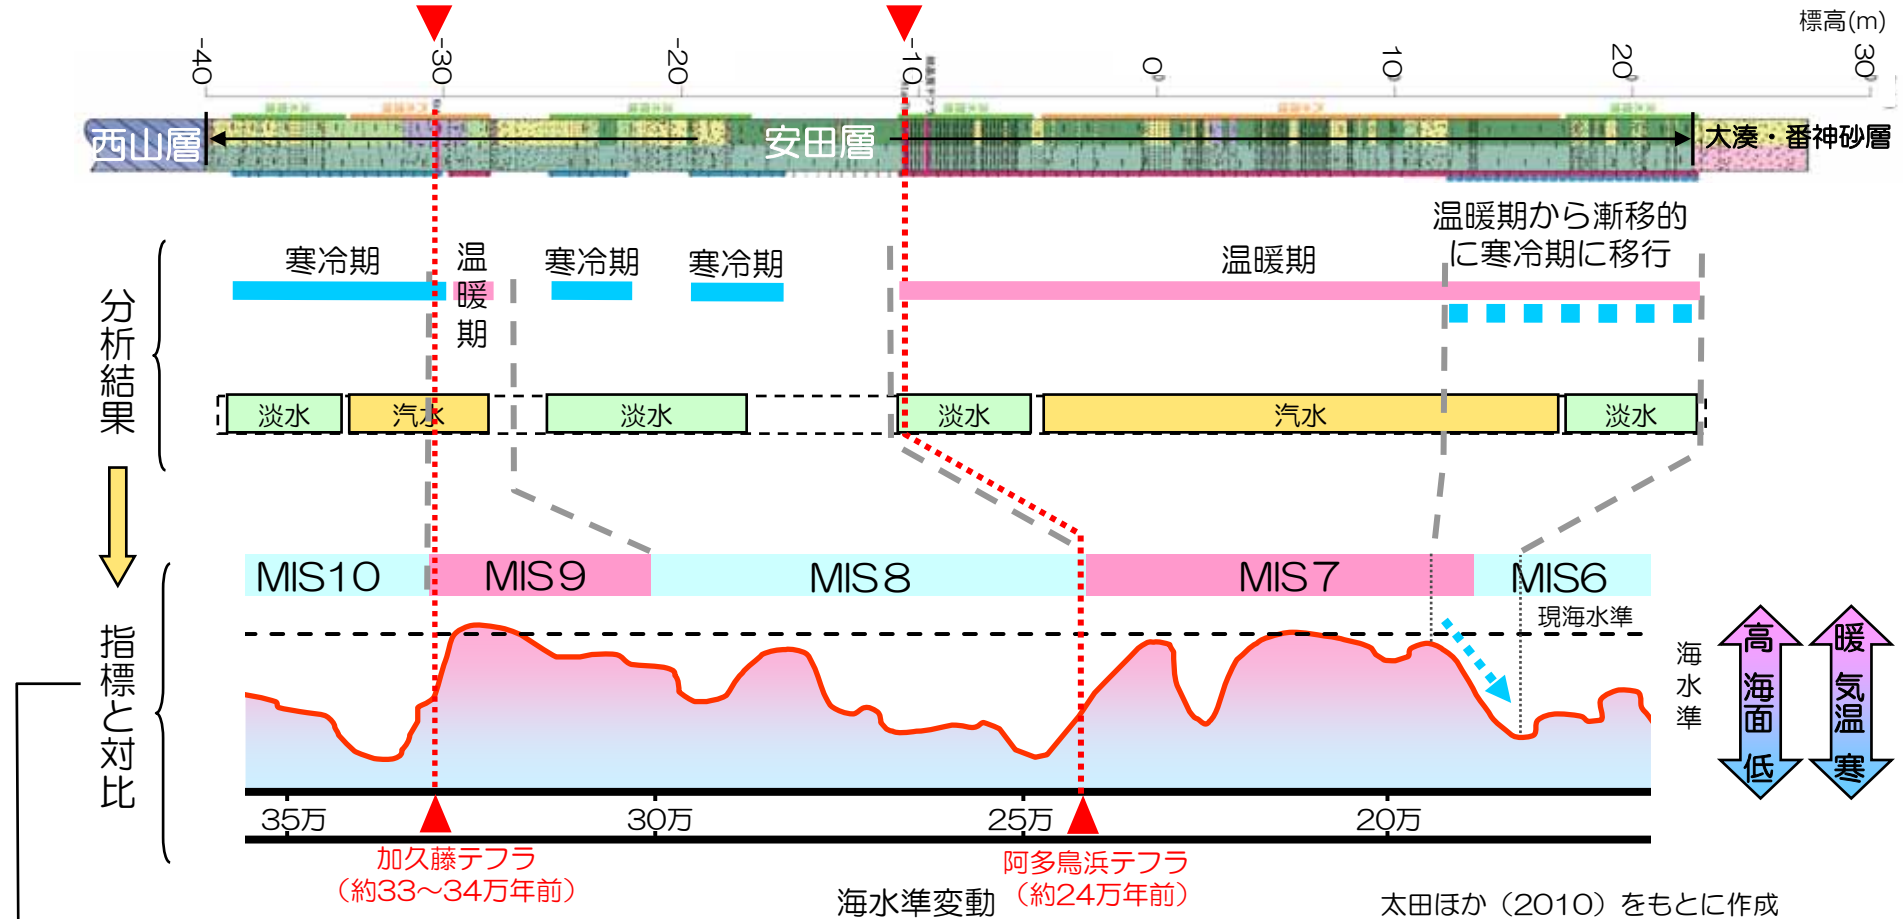 標高(m)
-40
-30
-20
-10
0
10
20
30
西山層
安田層
大湊・番神砂層
分析結果
寒冷期
温暖期
寒冷期
寒冷期
温暖期
温暖期から漸移的
に寒冷期に移行
淡水
汽水
淡水
淡水
汽水
淡水
指標と対比
MIS10
MIS9
MIS8
MIS7
MIS6
現海水準
海水準
高 海面 低
暖 気温 寒
35万
30万
25万
20万
加久藤テフラ
（約33～34万年前）
阿多鳥浜テフラ
（約24万年前）
海水準変動
太田ほか（2010）をもとに作成